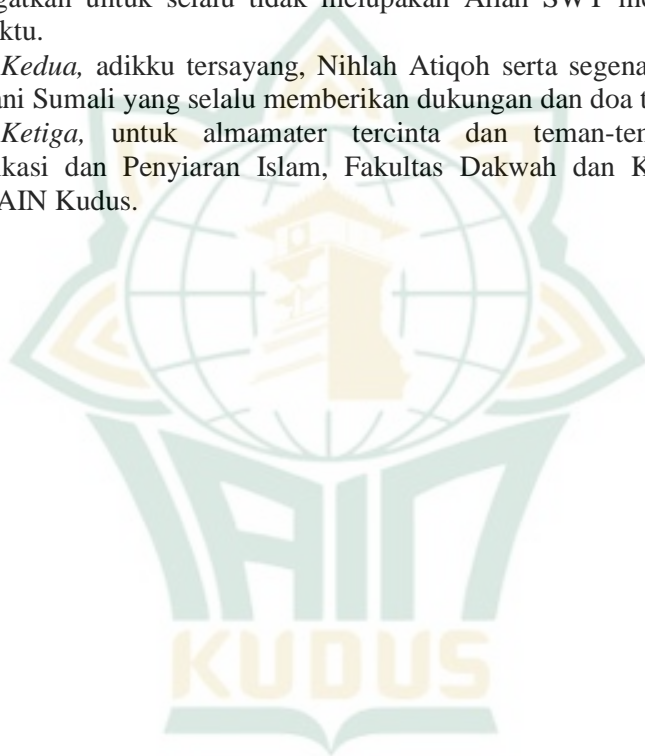 gatkan untuk selalu tidak melupakan Allah SWT
ktu.
Kedua, adikku tersayang, Nihlah Atiqoh serta segena
ani Sumali yang selalu memberikan dukungan dan doa t
Ketiga, untuk almamater tercinta dan teman-ten
ikasi dan Penyiaran Islam, Fakultas Dakwah dan K
AIN Kudus.
IAIN
KUDUS